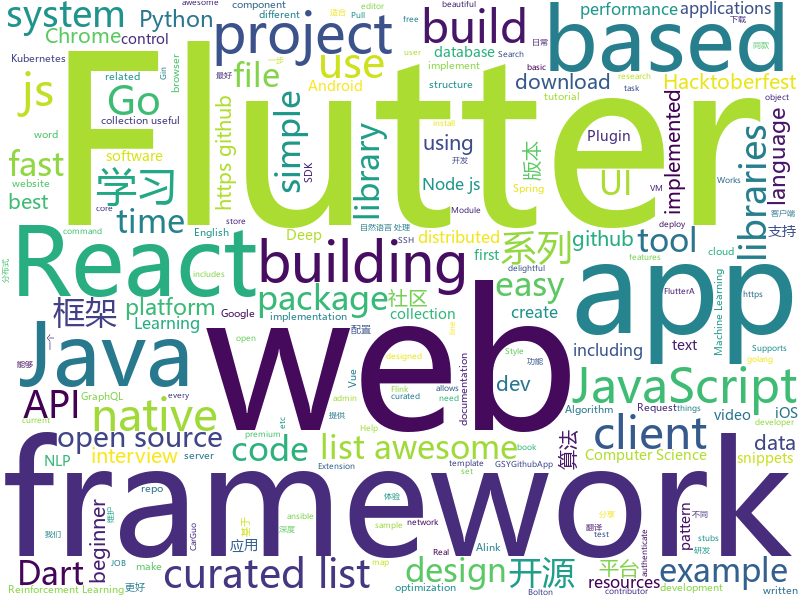 system
Chrome
Python
control
Kubernetes
component
different
awesome
Pull
project
Search
build
editor
free
user
implement
beautiful
basic
task
适合
一步
最好
下载
日常
同款
performance
applications
database
based
js
Go
file
use
related
browser
Gin
Android
structure
tutorial
download
Hacktoberfest
collection useful
word
fast
学习
software
website
best
time
https github
simple
SDK
library
using
Node js
开发
install
Plugin
版本
research
implemented
UI
libraries
language
snippets
object
sample
VM
Spring
Works
Module
deploy
客户端
支持
Flutter
core
command
English
store
Deep
自然语言 处理
SSH
distributed
first
系列
github
tool
cloud
features
分布式
React
building
delightful
app
框架
platform
Learning
package
社区
collection
easy
create
includes
Google
implementation
配置
documentation
including
Machine Learning
FlutterA
https
Java
web
text
Supports
golang
能够
一个
open
designed
Style
功能
Vue
Flink
allows
dev
JavaScript
API
native
GraphQL
every
admin
提供
curated
need
video
iOS
developer
Algorithm
Request
things
current
client
framework
NLP
open source
interview
server
etc
premium
Help
code
list awesome
book
Extension
算法
Computer Science
data
snippets
GSYGithubApp
Dart
beginner
JOB
CarGuo
repo
维护
应用
基于
体验
深度
ansible
network
Real
Alink
翻译
test
平台
分享
不同
研发
我们
pattern
stubs
authenticate
Reinforcement Learning
make
更好
curated list
map
optimization
design
开源
resources
development
example
contributor
written
Bolton